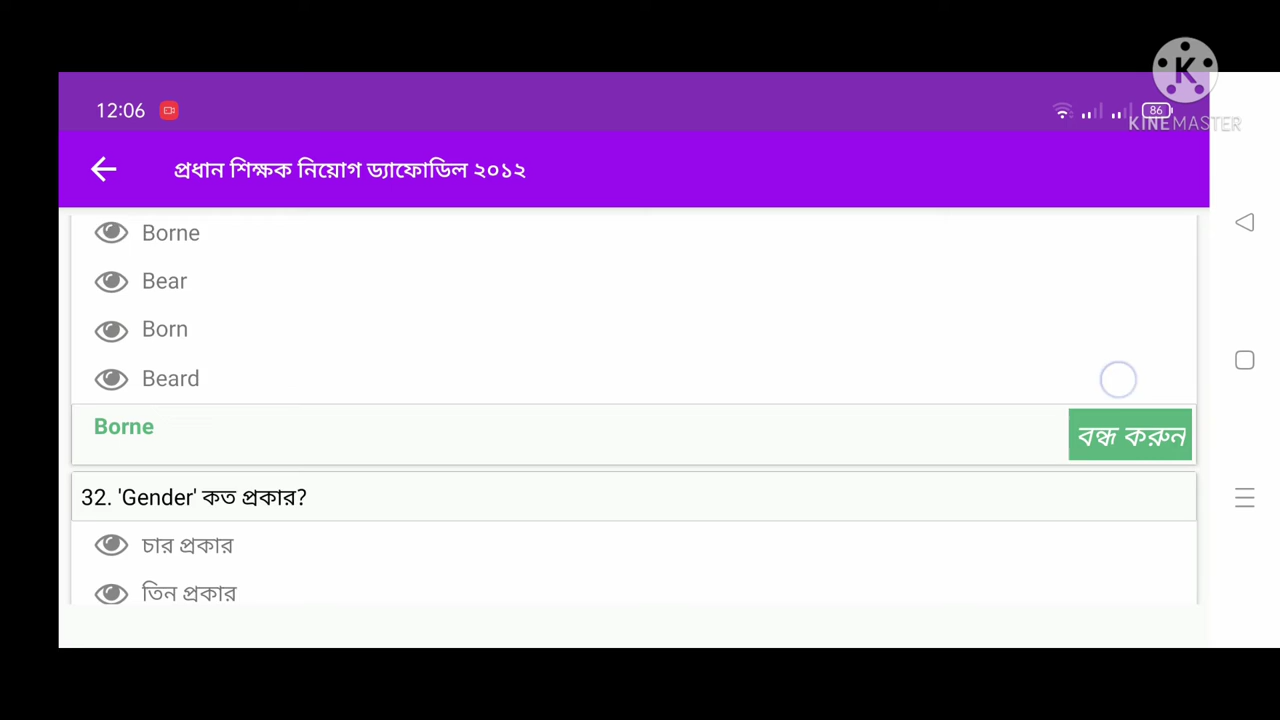 12:06
86
K
KINEMASTER
প্রধান শিক্ষক নিয়োগ ড্যাফোডিল ২০১২
Borne
Bear
Born
Beard
Borne
বন্ধ করুন
32. 'Gender' কত প্রকার?
চার প্রকার
তিন প্রকার